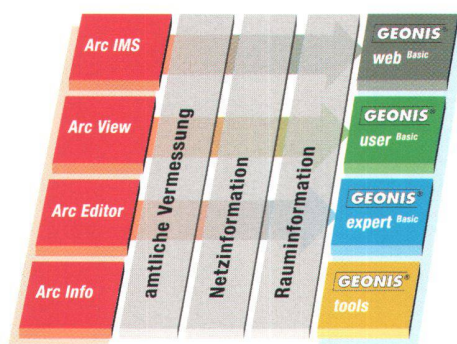 Arc IMS
Arc View
Arc Editor
Arc Info
amtliche Vermessung
Netzinformation
Rauminformation
GEONIS
web Basic
GEONIS®
user Basic
GEONIS®
expert Basic
GEONIS®
tools